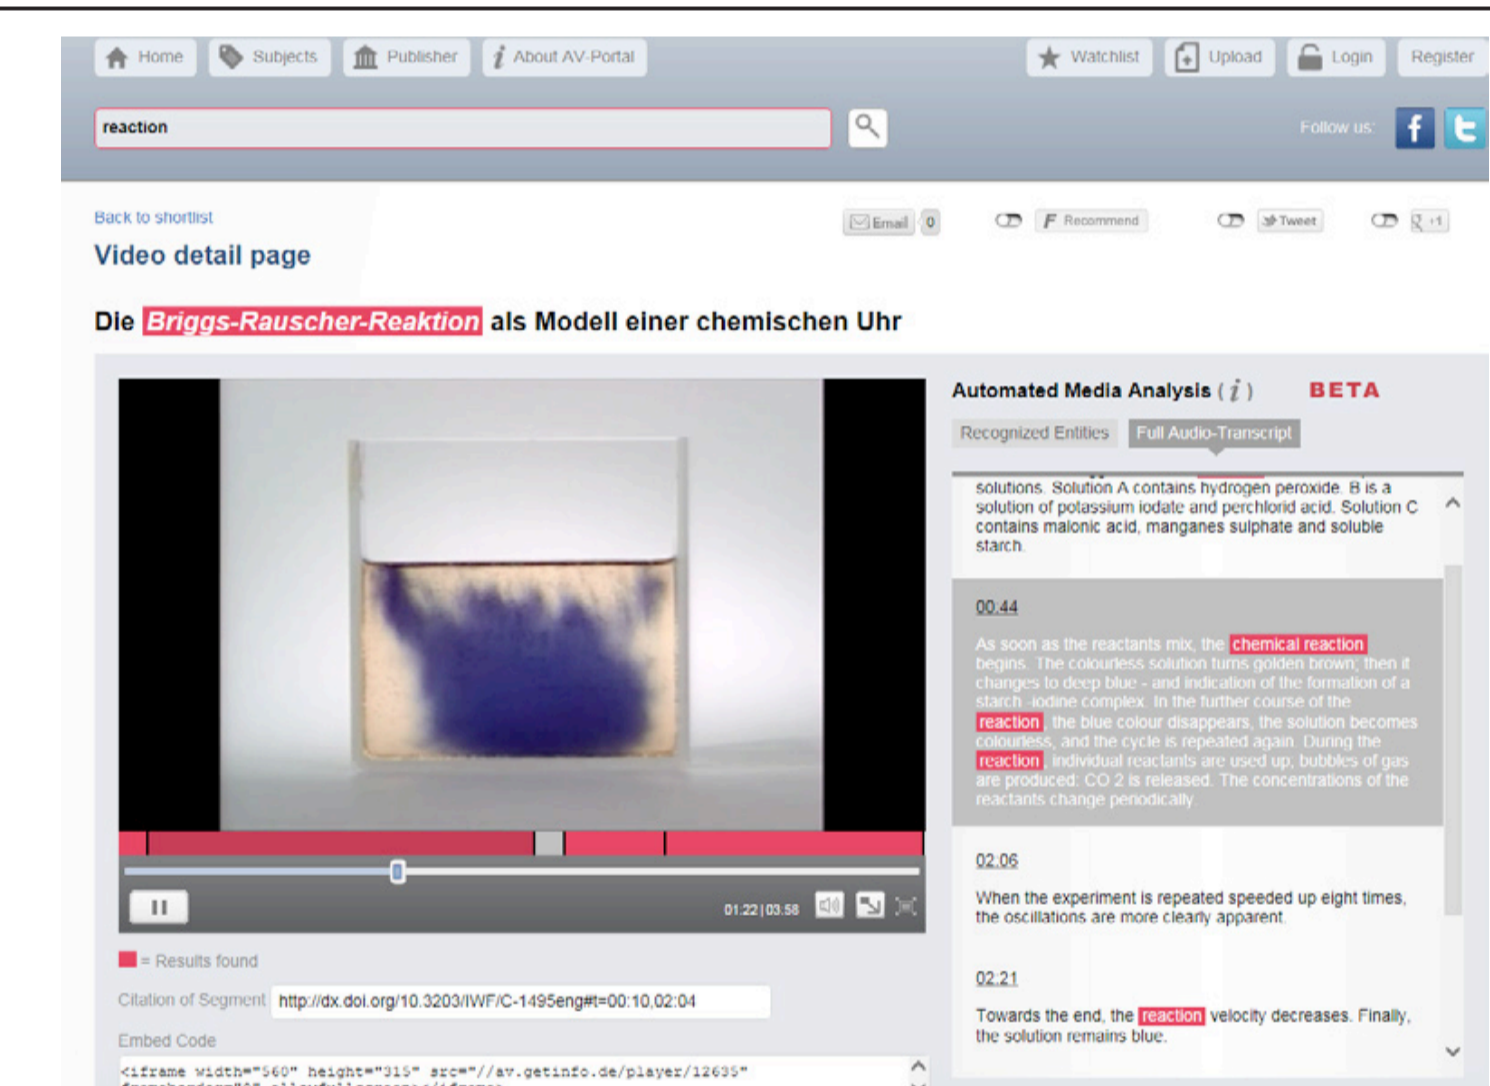 Home Subjects Publisher About AV-Portal Watchlist Upload Login Register
reaction
Follow us:
Back to shortlist
Email 0 Recommend Tweet +1
Video detail page
Die Briggs-Rauscher-Reaktion als Modell einer chemischen Uhr
Automated Media Analysis ( i ) BETA
Recognized Entities Full Audio-Transcript
solutions. Solution A contains hydrogen peroxide. B is a
solution of potassium iodate and perchlorid acid. Solution C
contains malonic acid, manganes sulphate and soluble
starch.
00:44
As soon as the reactants mix, the chemical reaction
begins. The colourless solution turns golden brown; then it
changes to deep blue - and indication of the formation of a
starch -iodine complex. In the further course of the
reaction, the blue colour disappears, the solution becomes
colourless, and the cycle is repeated again. During the
reaction, individual reactants are used up; bubbles of gas
are produced: CO 2 is released. The concentrations of the
reactants change periodically.
02:06
When the experiment is repeated speeded up eight times,
the oscillations are more clearly apparent.
02:21
Towards the end, the reaction velocity decreases. Finally,
the solution remains blue.
01:22|03:58
= Results found
Citation of Segment http://dx.doi.org/10.3203/IWF/C-1495eng#t=00:10,02:04
Embed Code
<iframe width="560" height="315" src="//av.getinfo.de/player/12635"